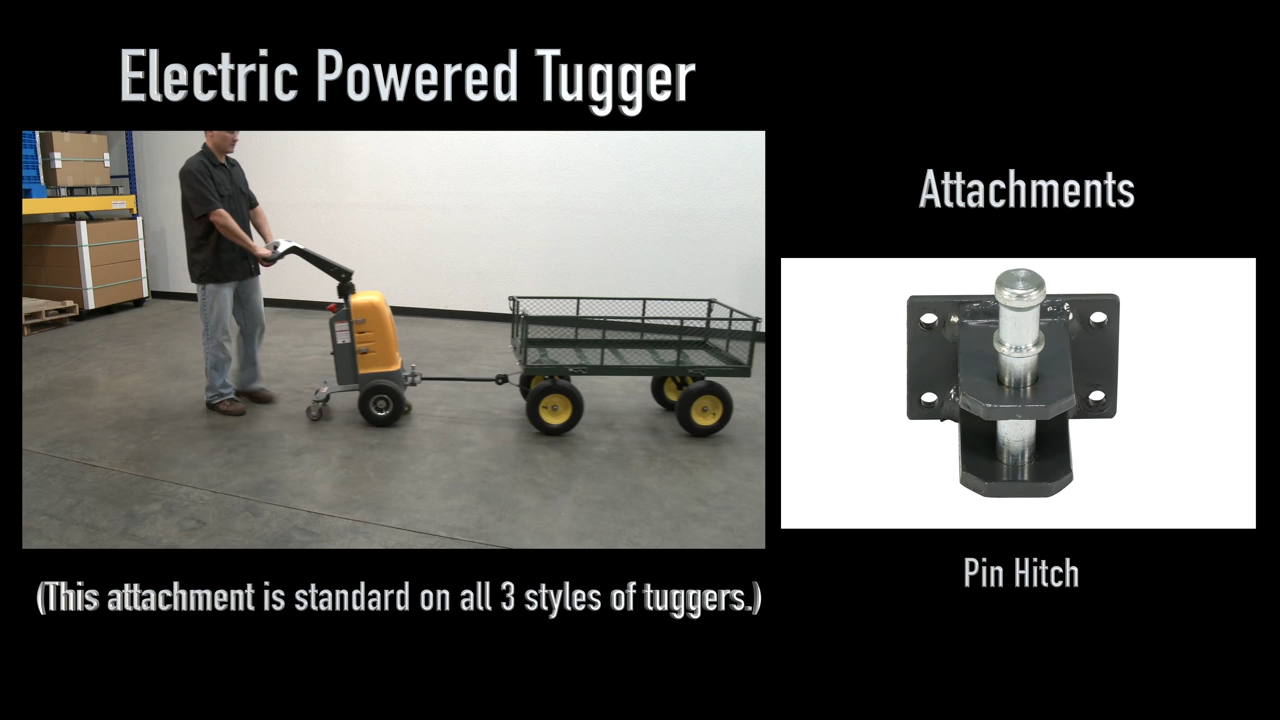 Electric Powered Tugger
Attachments
Pin Hitch
(This attachment is standard on all 3 styles of tuggers.)